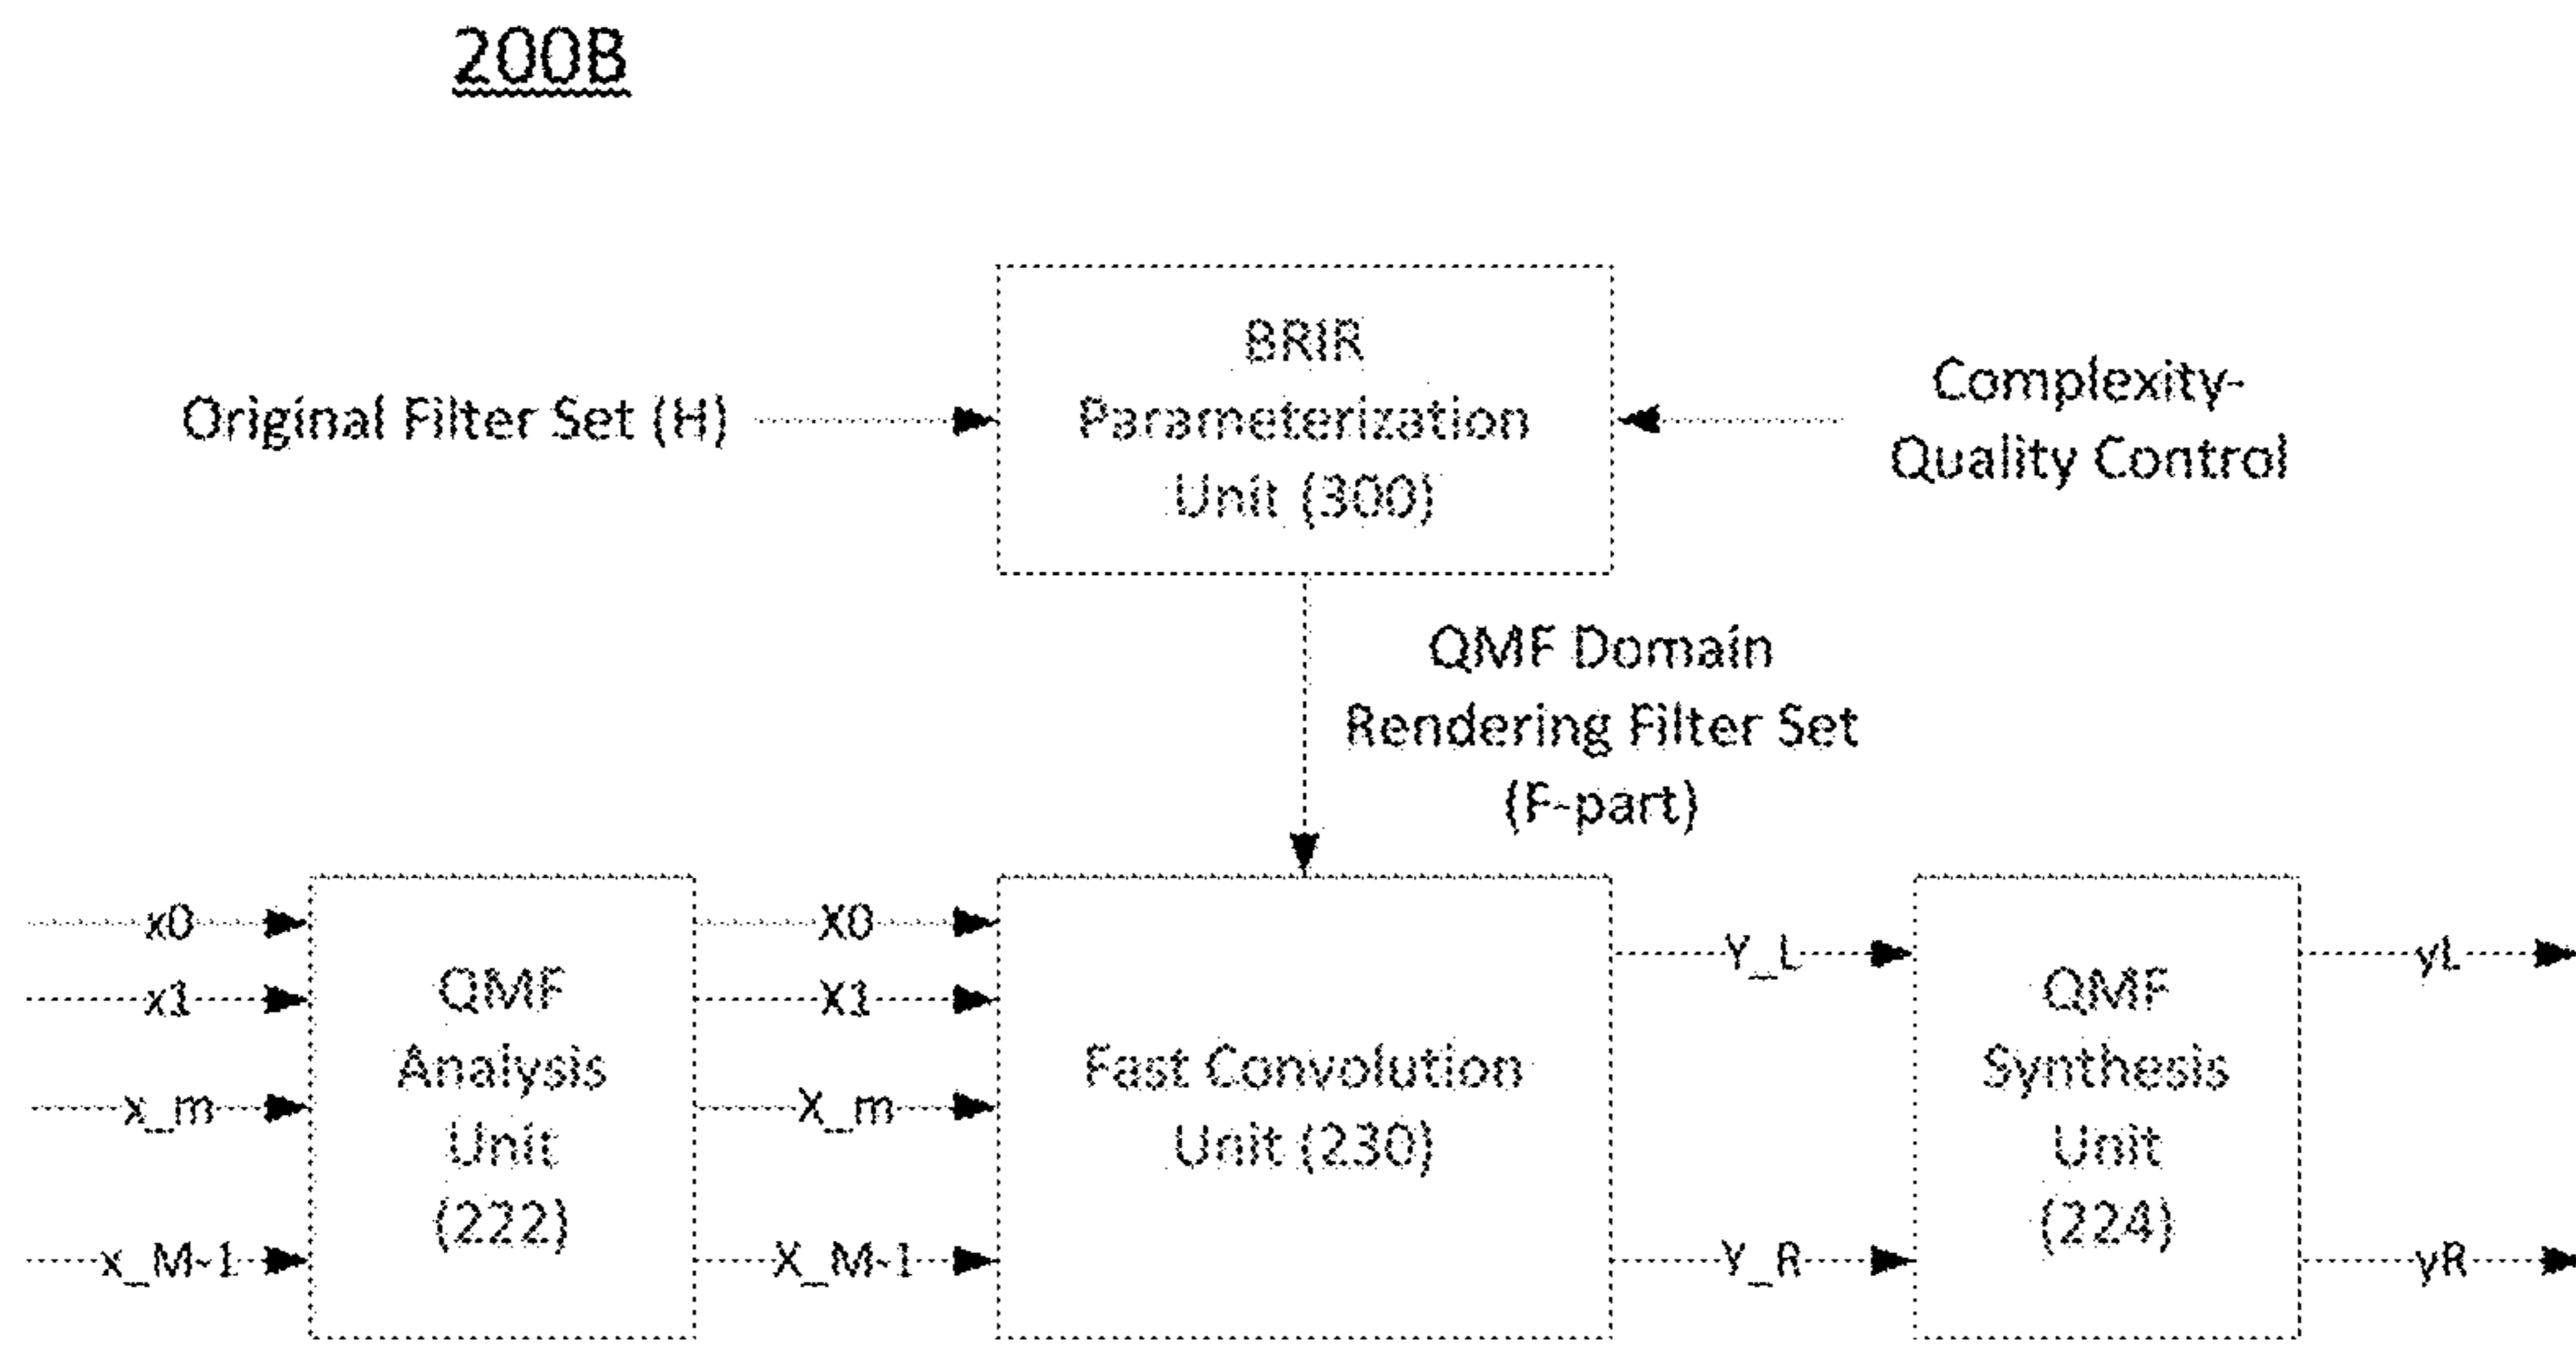 200B
BRIR
Parameterization
Unit (300)
Original Filter Set (H)
Complexity-
Quality Control
QMF Domain
Rendering Filter Set
(F-part)
x0
x1
x_m
x_M-1
QMF
Analysis
Unit
(222)
X0
X1
X_m
X_M-1
Fast Convolution
Unit (230)
Y_L
Y_R
QMF
Synthesis
Unit
(224)
yL
yR